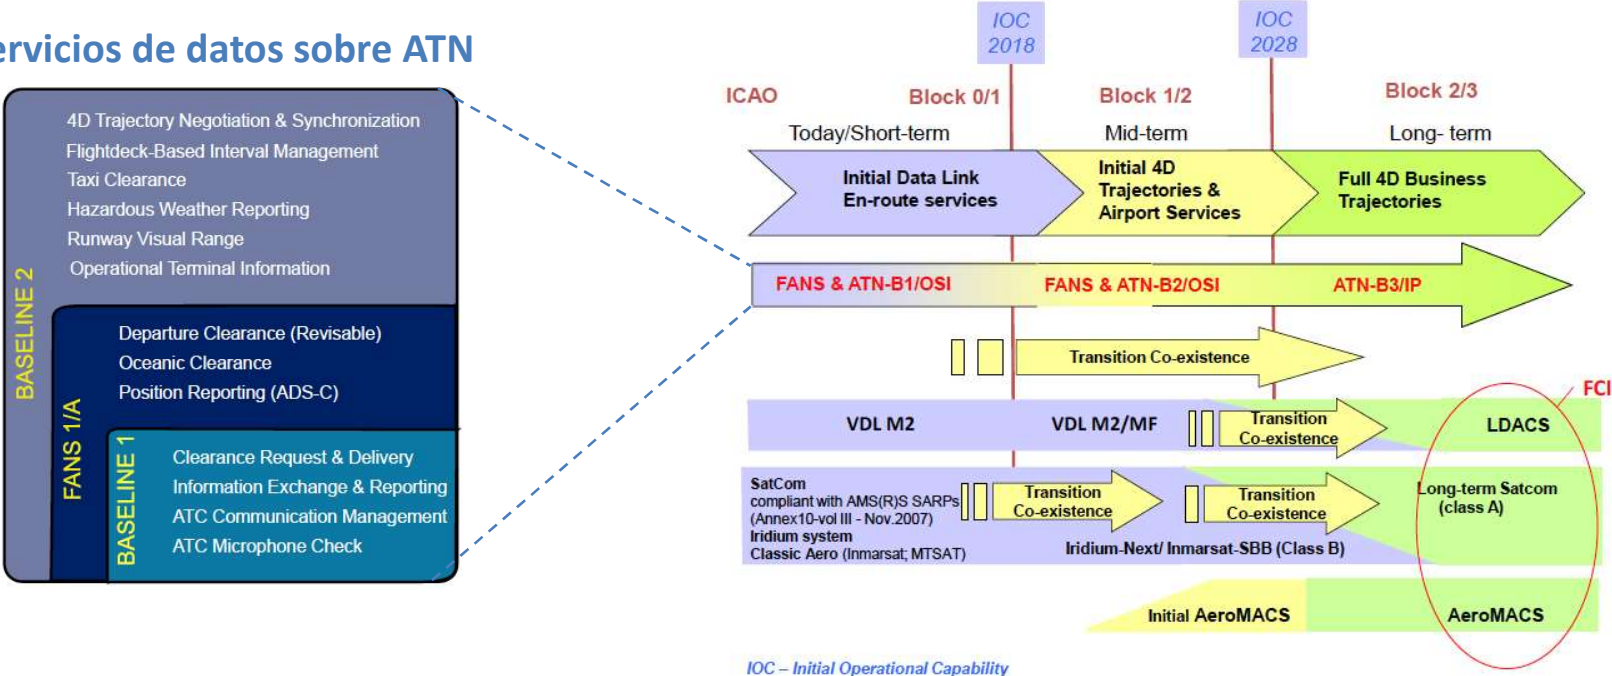 ervicios de datos sobre ATN
4D Trajectory Negotiation & Synchronization
Flightdeck-Based Interval Management
Taxi Clearance
Hazardous Weather Reporting
Runway Visual Range
Operational Terminal Information
BASELINE 2
Departure Clearance (Revisable)
Oceanic Clearance
Position Reporting (ADS-C)
FANS 1/A
Clearance Request & Delivery
Information Exchange & Reporting
ATC Communication Management
ATC Microphone Check
BASELINE 1
IOC
2018
IOC
2028
ICAO
Block 0/1
Block 1/2
Block 2/3
Today/Short-term
Mid-term
Long- term
Initial Data Link
En-route services
Initial 4D
Trajectories &
Airport Services
Full 4D Business
Trajectories
FANS & ATN-B1/OSI
FANS & ATN-B2/OSI
ATN-B3/IP
Transition Co-existence
FCI
VDL M2
VDL M2/MF
Transition
Co-existence
LDACS
SatCom
compliant with AMS(R)S SARPs
(Annex10-vol III - Nov.2007)
Iridium system
Classic Aero (Inmarsat; MTSAT)
Transition
Co-existence
Transition
Co-existence
Long-term Satcom
(class A)
Iridium-Next/ Inmarsat-SBB (Class B)
Initial AeroMACS
AeroMACS
IOC – Initial Operational Capability